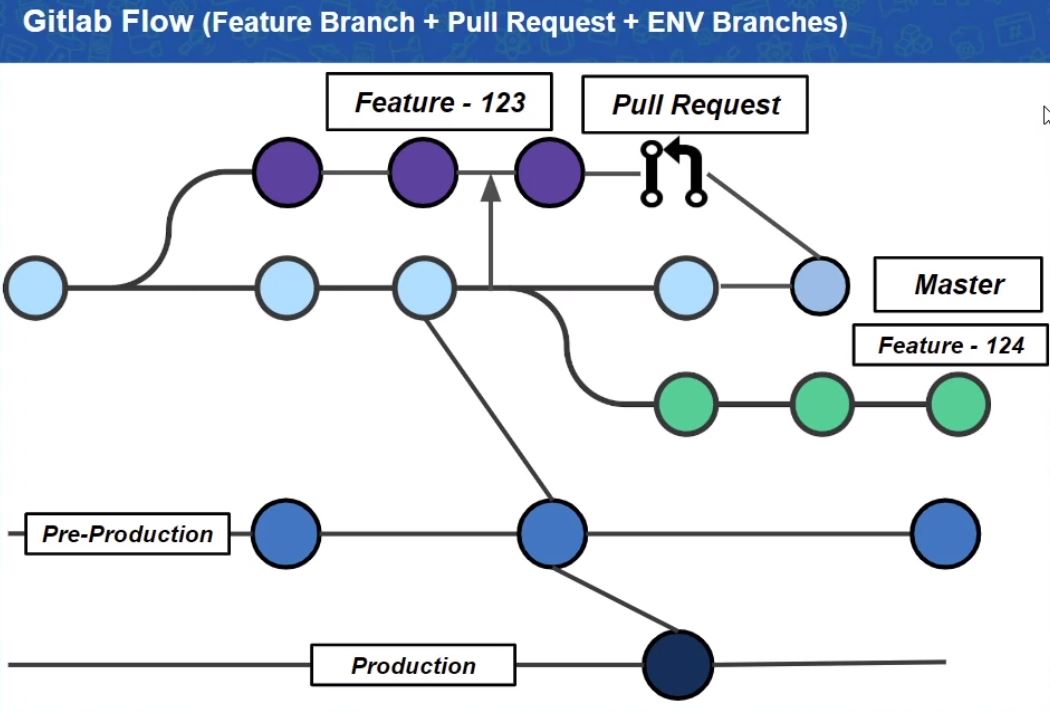 Gitlab Flow (Feature Branch + Pull Request + ENV Branches)
Feature - 123
Pull Request
Master
Feature - 124
Pre-Production
Production